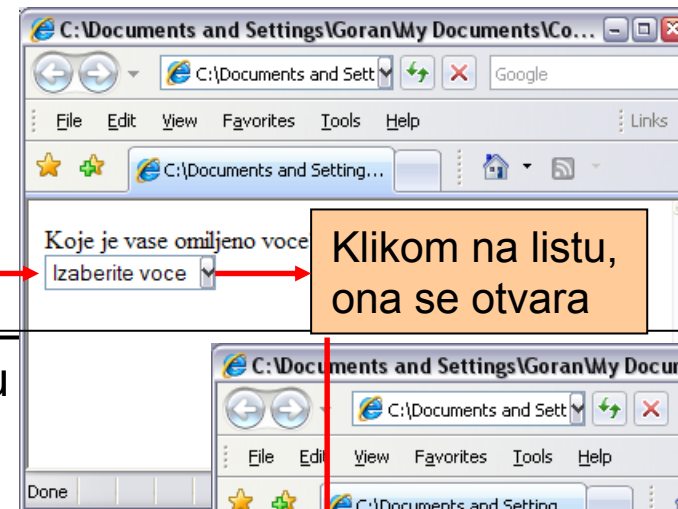 C:\Documents and Settings\Goran\My Documents\Co...
C:\Documents and Sett
Google
File Edit View Favorites Tools Help
Links
C:\Documents and Setting...
Koje je vase omiljeno voce
Izaberite voce
Klikom na listu,
ona se otvara
u
C:\Documents and Settings\Goran\My Docum
C:\Documents and Sett
File Edit View Favorites Tools Help
Done
C:\Documents and Setting